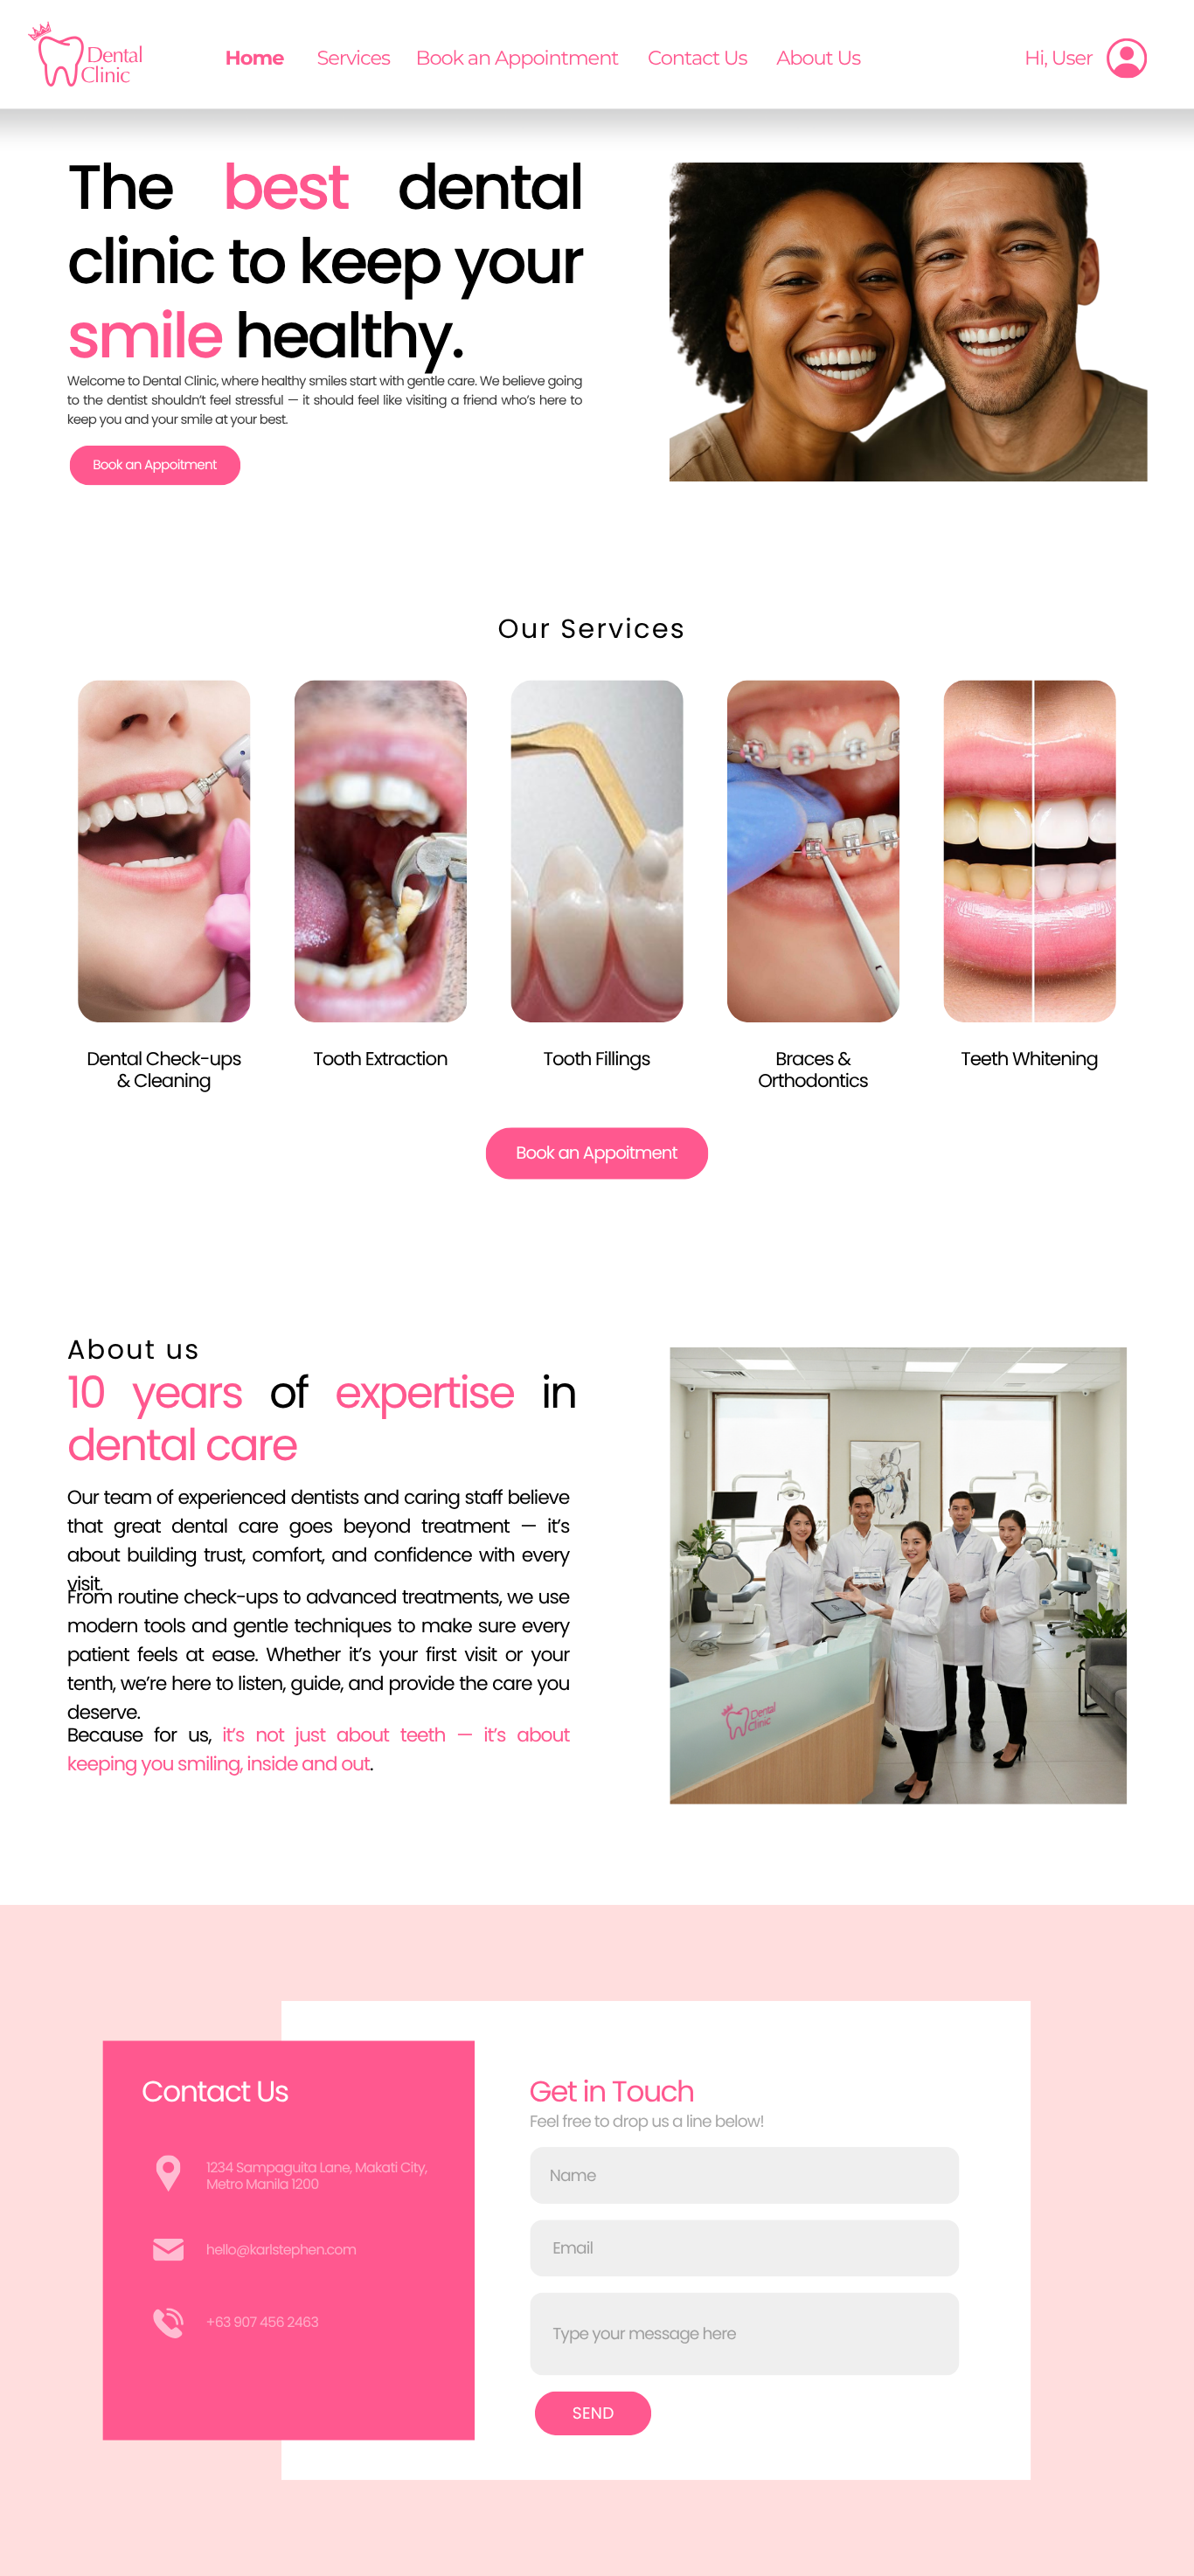 Dental
Clinic
Home
Services
Book an Appointment
Contact Us
About Us
Hi, User
The best dental
clinic to keep your
smile healthy.
Welcome to Dental Clinic, where healthy smiles start with gentle care. We believe going
to the dentist shouldn’t feel stressful — it should feel like visiting a friend who’s here to
keep you and your smile at your best.
Book an Appoitment
Our Services
Dental Check-ups
& Cleaning
Tooth Extraction
Tooth Fillings
Braces &
Orthodontics
Teeth Whitening
Book an Appoitment
About us
10 years of expertise in
dental care
Our team of experienced dentists and caring staff believe
that great dental care goes beyond treatment — it’s
about building trust, comfort, and confidence with every
visit.
From routine check-ups to advanced treatments, we use
modern tools and gentle techniques to make sure every
patient feels at ease. Whether it’s your first visit or your
tenth, we’re here to listen, guide, and provide the care you
deserve.
Because for us, it’s not just about teeth — it’s about
keeping you smiling, inside and out.
Dental
Clinic
Contact Us
1234 Sampaguita Lane, Makati City,
Metro Manila 1200
hello@karlstephen.com
+63 907 456 2463
Get in Touch
Feel free to drop us a line below!
Name
Email
Type your message here
SEND